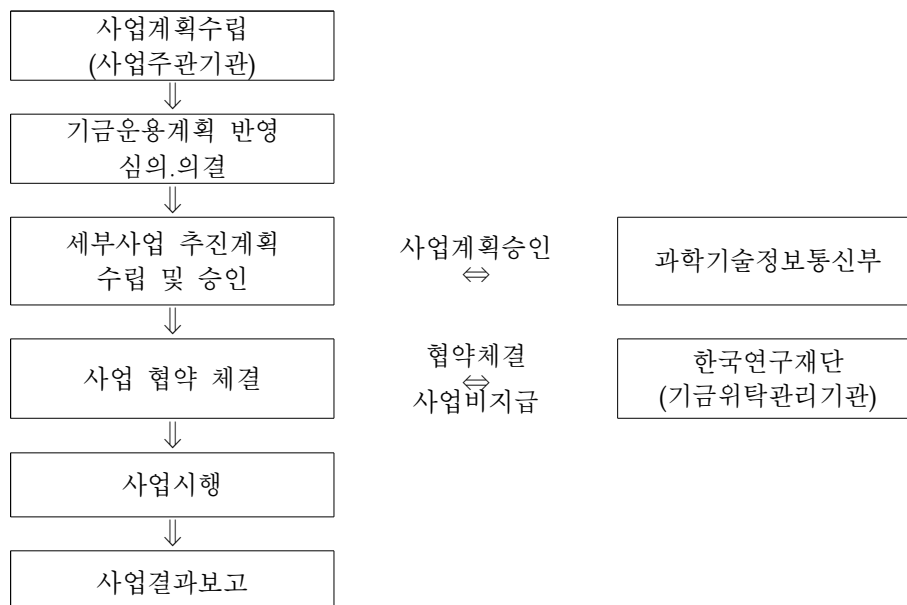 사업계획수립
(사업주관기관)
⇓
기금운용계획 반영
심의.의결
⇓
세부사업 추진계획
수립 및 승인
사업계획승인
⇔
과학기술정보통신부
⇓
사업 협약 체결
협약체결
⇔
사업비지급
한국연구재단
(기금위탁관리기관)
⇓
사업시행
⇓
사업결과보고